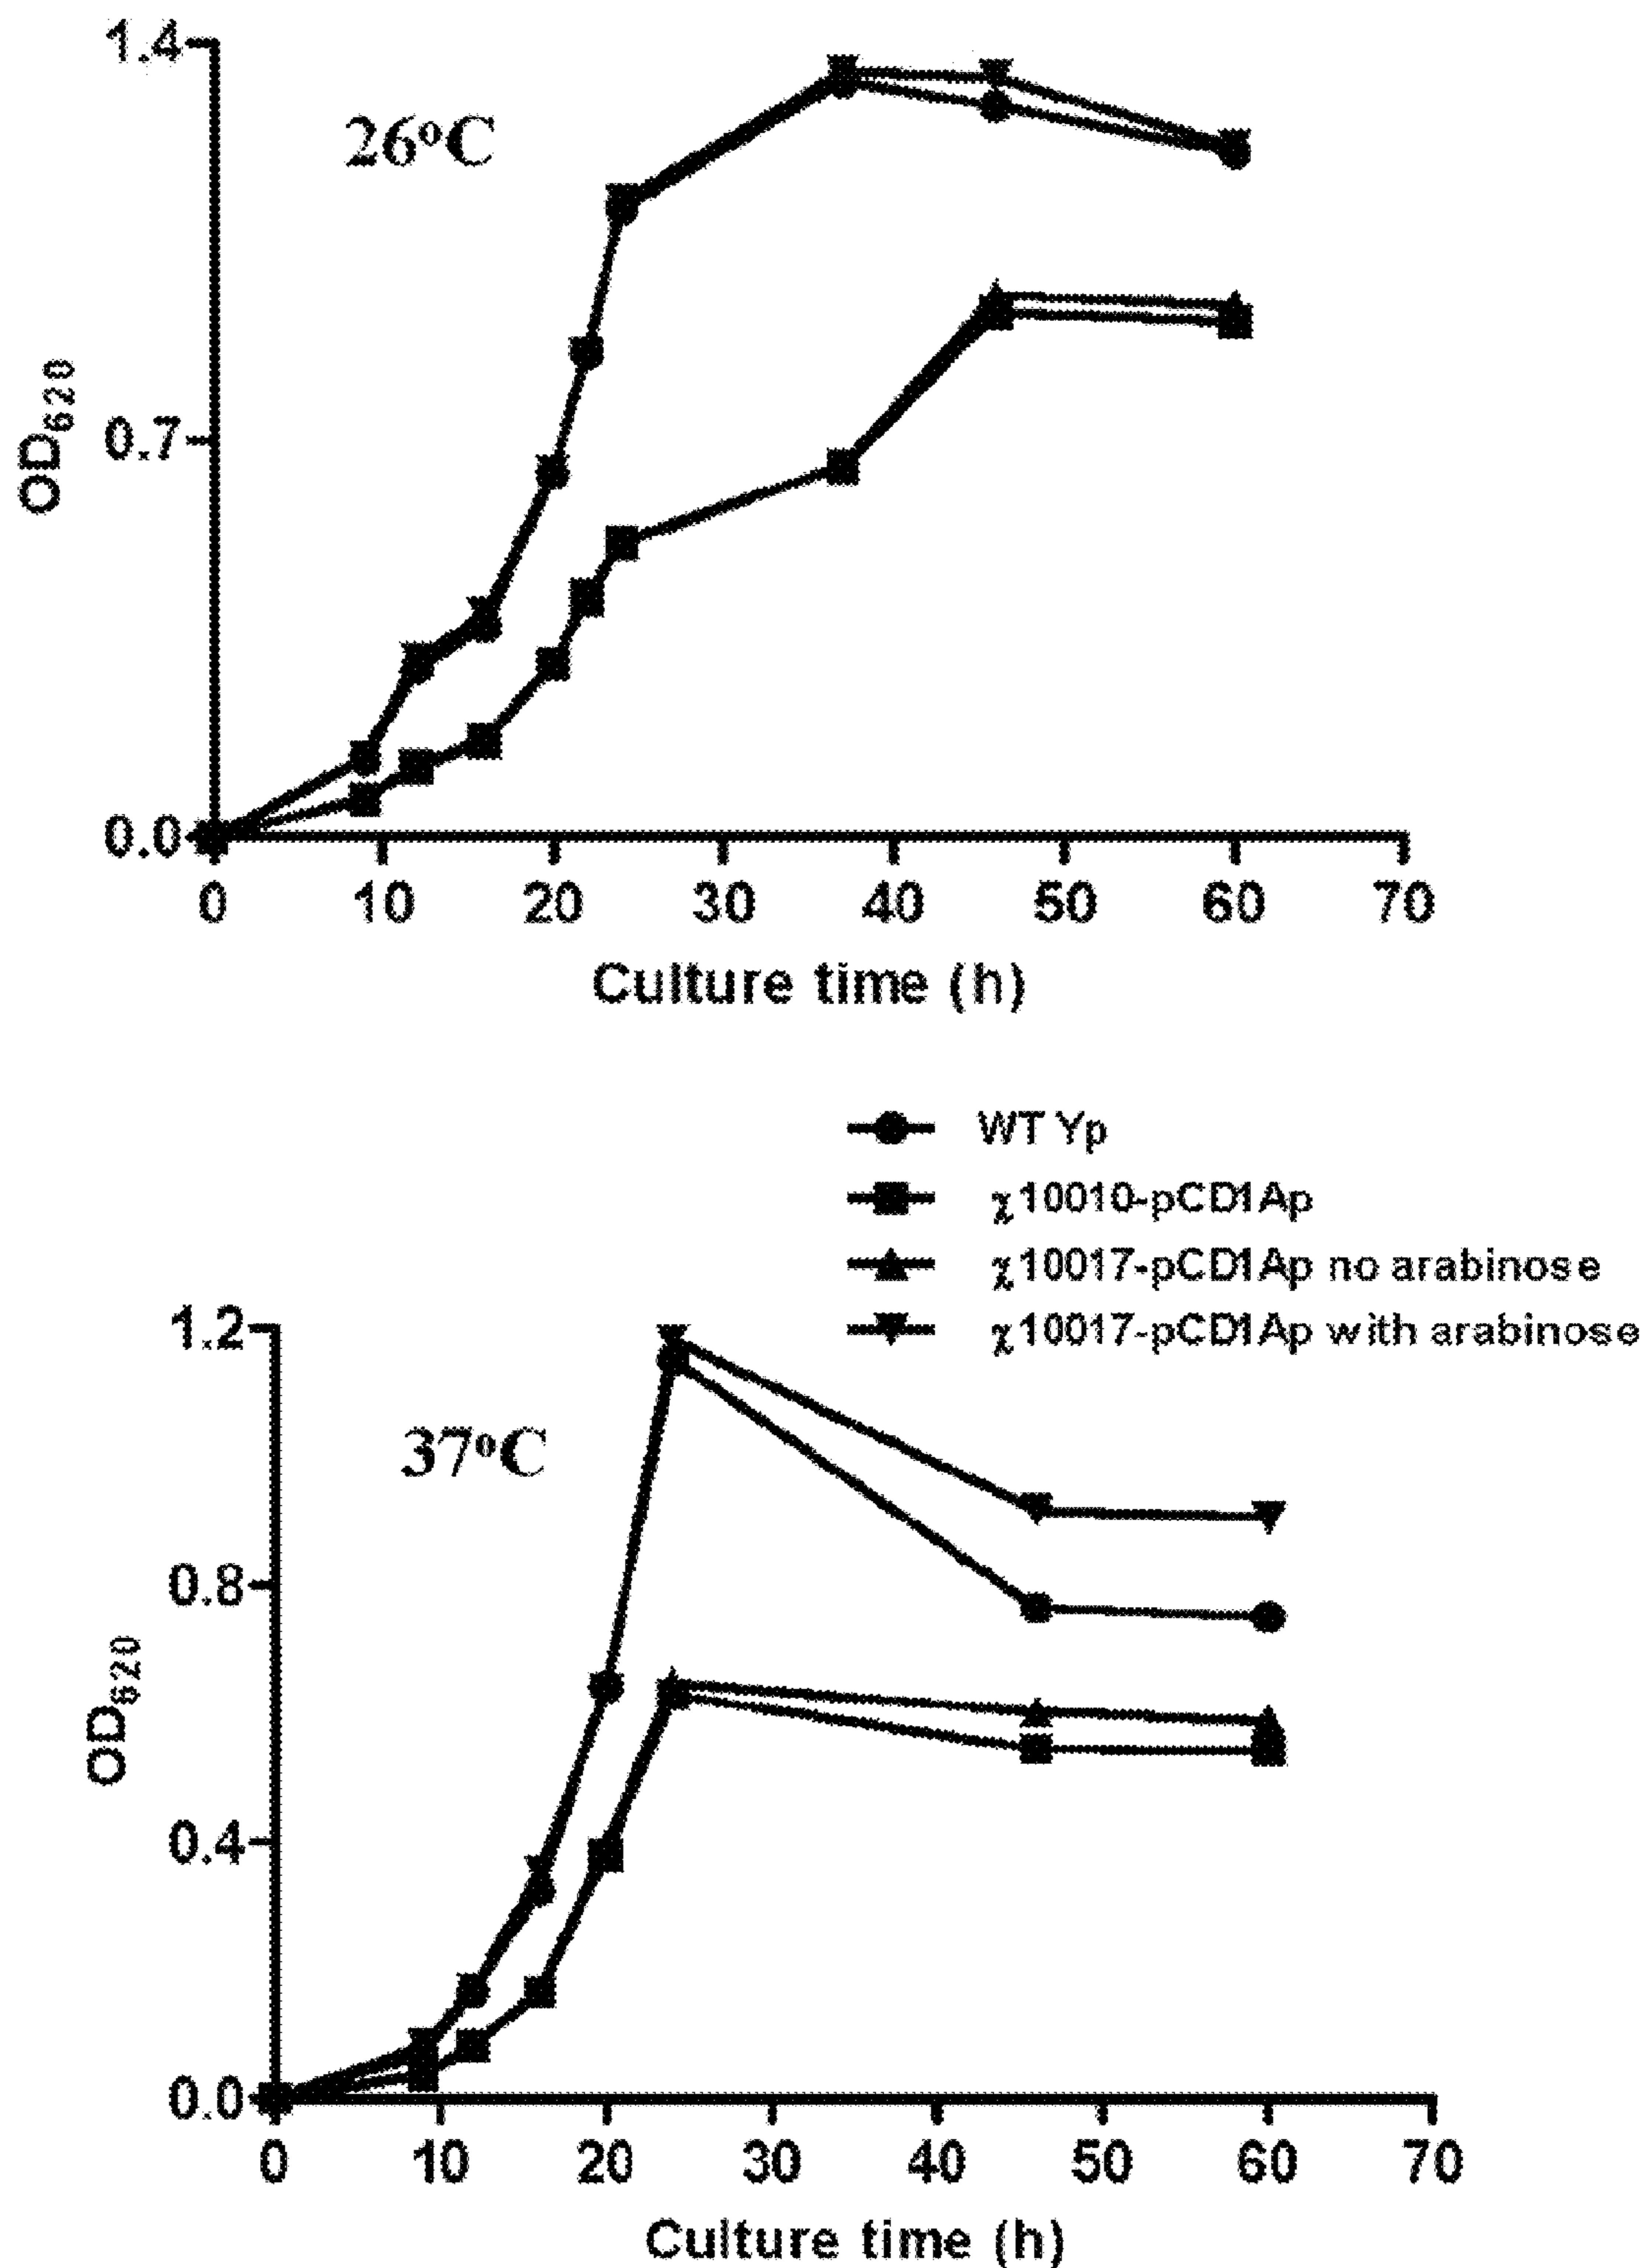 1.4
26°C
0.7
OD620
0.0
0 10 20 30 40 50 60 70
Culture time (h)
WT Yp
χ10010-pCD1Ap
χ10017-pCD1Ap no arabinose
χ10017-pCD1Ap with arabinose
1.2
37°C
0.8
OD620
0.4
0.0
0 10 20 30 40 50 60 70
Culture time (h)